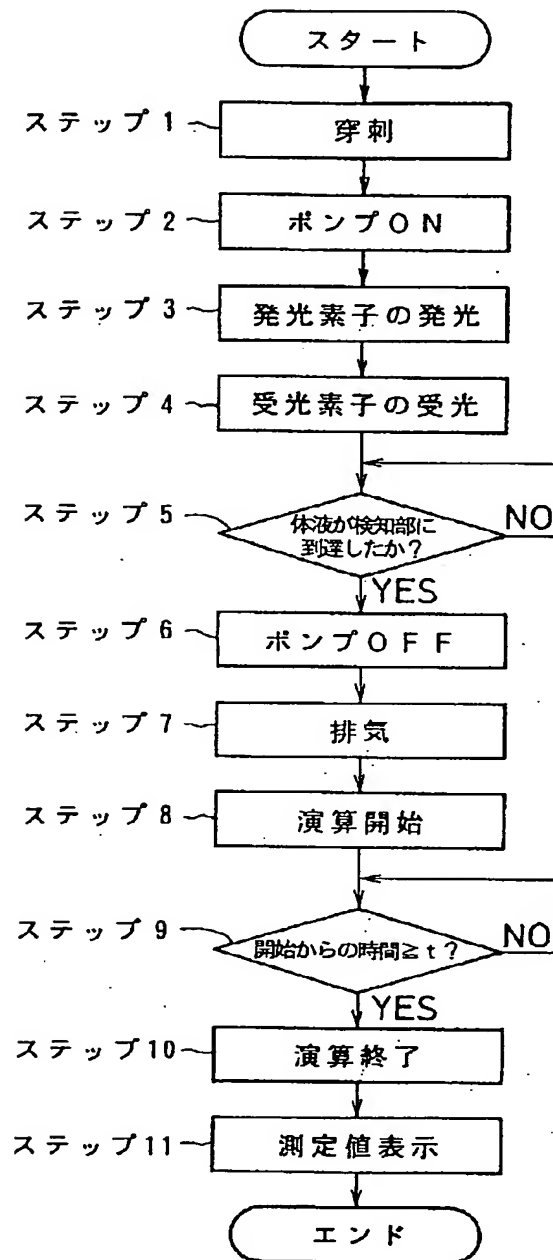 スタート
ステップ1
穿刺
ステップ2
ポンプON
ステップ3
発光素子の発光
ステップ4
受光素子の受光
ステップ5
体液が検知部に
到達したか?
NO
YES
ステップ6
ポンプOFF
ステップ7
排気
ステップ8
演算開始
ステップ9
開始からの時間≧t?
NO
YES
ステップ10
演算終了
ステップ11
測定値表示
エンド